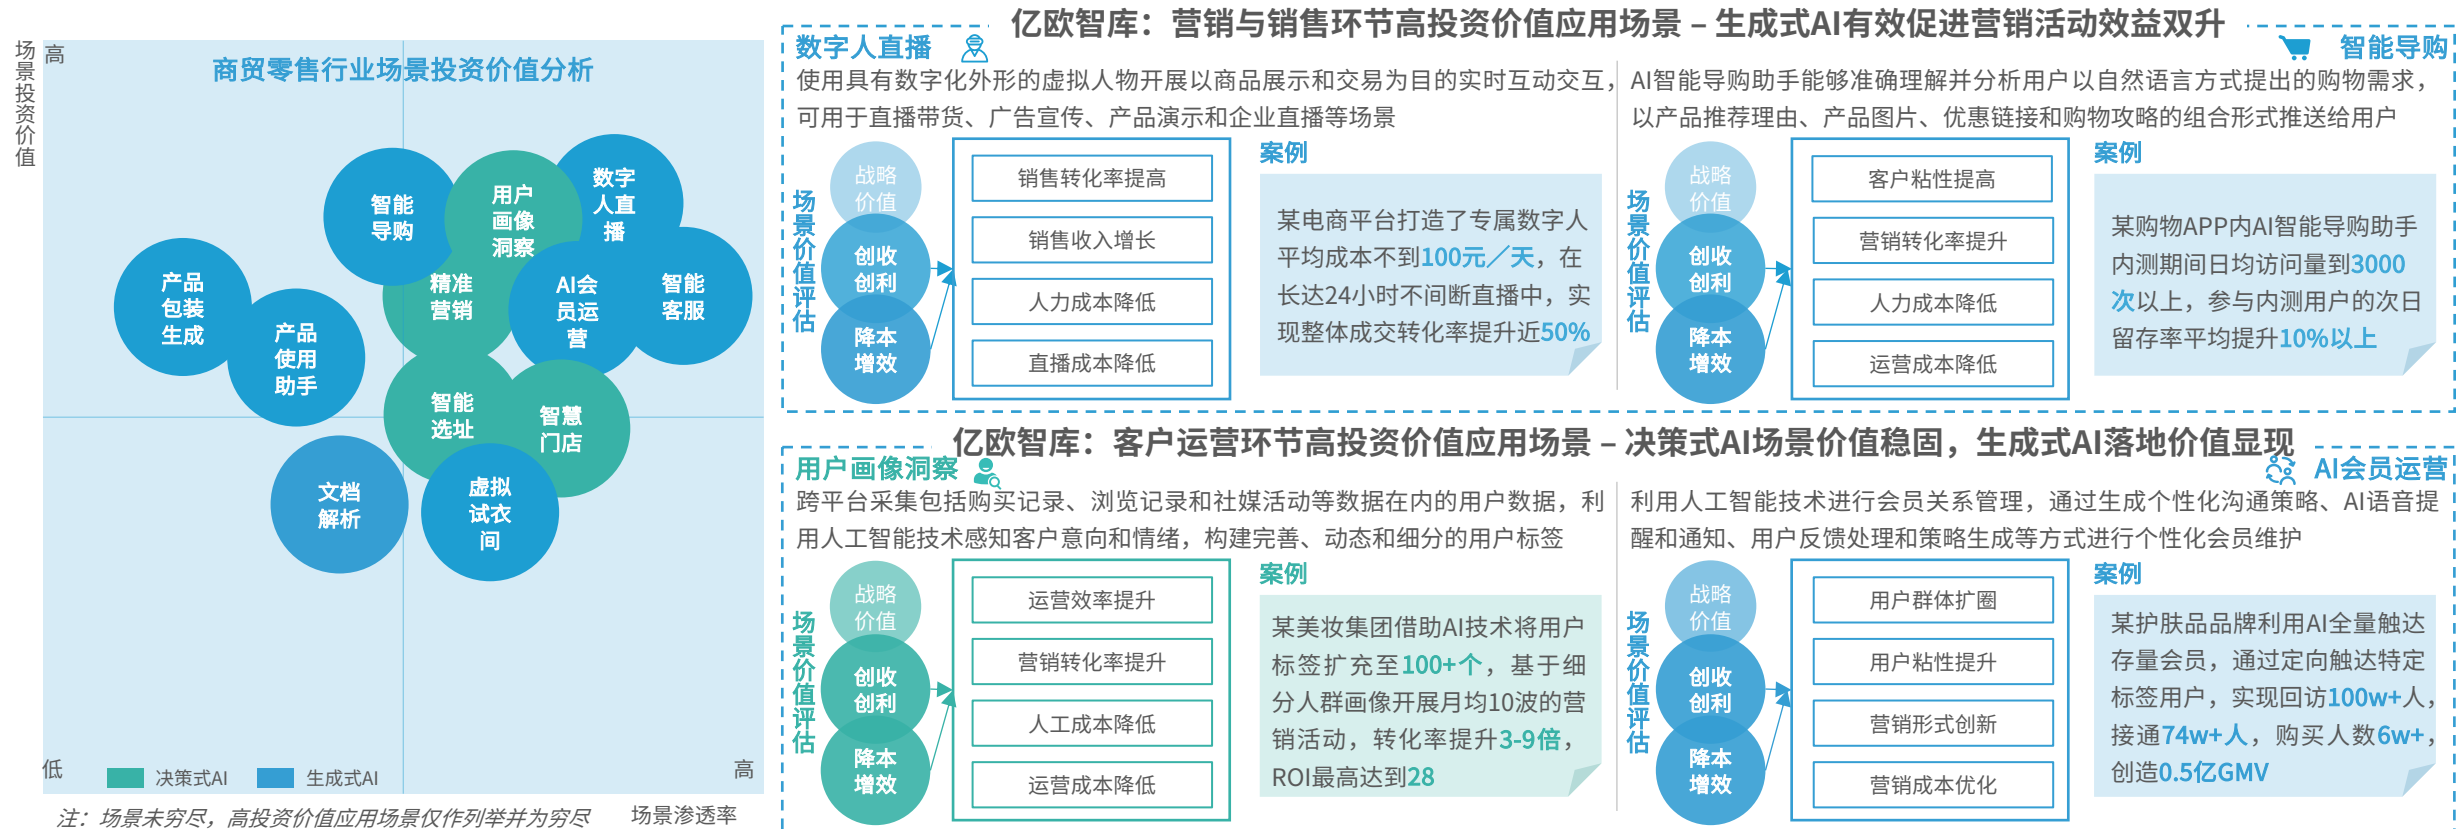 场景投资价值
高
商贸零售行业场景投资价值分析
智能
导购
用户
画像
洞察
数字
人直
播
产品
包装
生成
产品
使用
助手
精准
营销
AI会
员运
营
智能
客服
智能
选址
智慧
门店
文档
解析
虚拟
试衣
间
低
决策式AI
生成式AI
高
注：场景未穷尽，高投资价值应用场景仅作列举并为穷尽
场景渗透率
亿欧智库：营销与销售环节高投资价值应用场景 – 生成式AI有效促进营销活动效益双升
数字人直播
使用具有数字化外形的虚拟人物开展以商品展示和交易为目的实时互动交互，
可用于直播带货、广告宣传、产品演示和企业直播等场景
场景价值评估
战略
价值
创收
创利
降本
增效
销售转化率提高
销售收入增长
人力成本降低
直播成本降低
案例
某电商平台打造了专属数字人
平均成本不到100元／天，在
长达24小时不间断直播中，实
现整体成交转化率提升近50%
智能导购
AI智能导购助手能够准确理解并分析用户以自然语言方式提出的购物需求，
以产品推荐理由、产品图片、优惠链接和购物攻略的组合形式推送给用户
场景价值评估
战略
价值
创收
创利
降本
增效
客户粘性提高
营销转化率提升
人力成本降低
运营成本降低
案例
某购物APP内AI智能导购助手
内测期间日均访问量到3000
次以上，参与内测用户的次日
留存率平均提升10%以上
亿欧智库：客户运营环节高投资价值应用场景 – 决策式AI场景价值稳固，生成式AI落地价值显现
用户画像洞察
跨平台采集包括购买记录、浏览记录和社媒活动等数据在内的用户数据，利
用人工智能技术感知客户意向和情绪，构建完善、动态和细分的用户标签
场景价值评估
战略
价值
创收
创利
降本
增效
运营效率提升
营销转化率提升
人工成本降低
运营成本降低
案例
某美妆集团借助AI技术将用户
标签扩充至100+个，基于细
分人群画像开展月均10波的营
销活动，转化率提升3-9倍，
ROI最高达到28
AI会员运营
利用人工智能技术进行会员关系管理，通过生成个性化沟通策略、AI语音提
醒和通知、用户反馈处理和策略生成等方式进行个性化会员维护
场景价值评估
战略
价值
创收
创利
降本
增效
用户群体扩圈
用户粘性提升
营销形式创新
营销成本优化
案例
某护肤品品牌利用AI全量触达
存量会员，通过定向触达特定
标签用户，实现回访100w+人，
接通74w+人，购买人数6w+，
创造0.5亿GMV